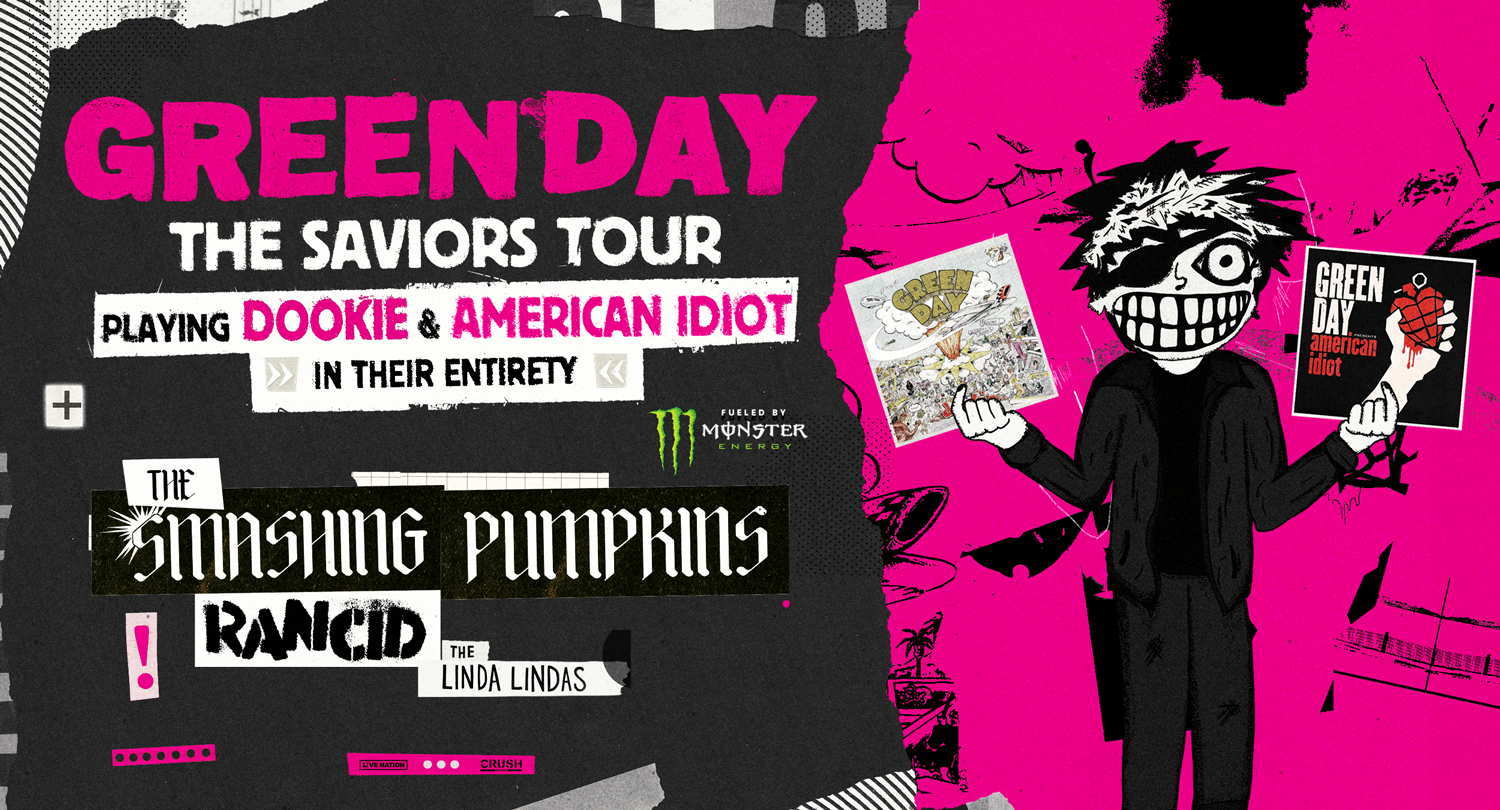 GREEN DAY
THE SAVIORS TOUR
PLAYING DOOKIE & AMERICAN IDIOT
IN THEIR ENTIRETY
FUELED BY
MONSTER
ENERGY
THE
SMASHING PUMPKINS
RANCID
THE
LINDA LINDAS
!
LIVE NATION
CRUSH
GREEN
DAY
GREEN
DAY
PRESENTS
american
idiot